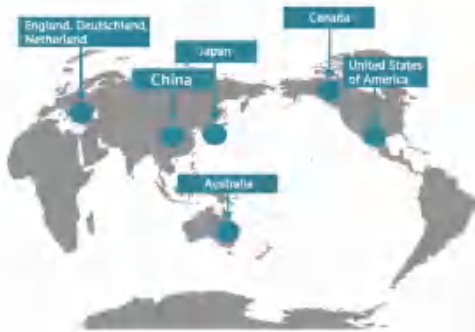 England, Deutschland,
Netherland
Canada
Japan
China
United States
of America
Australia